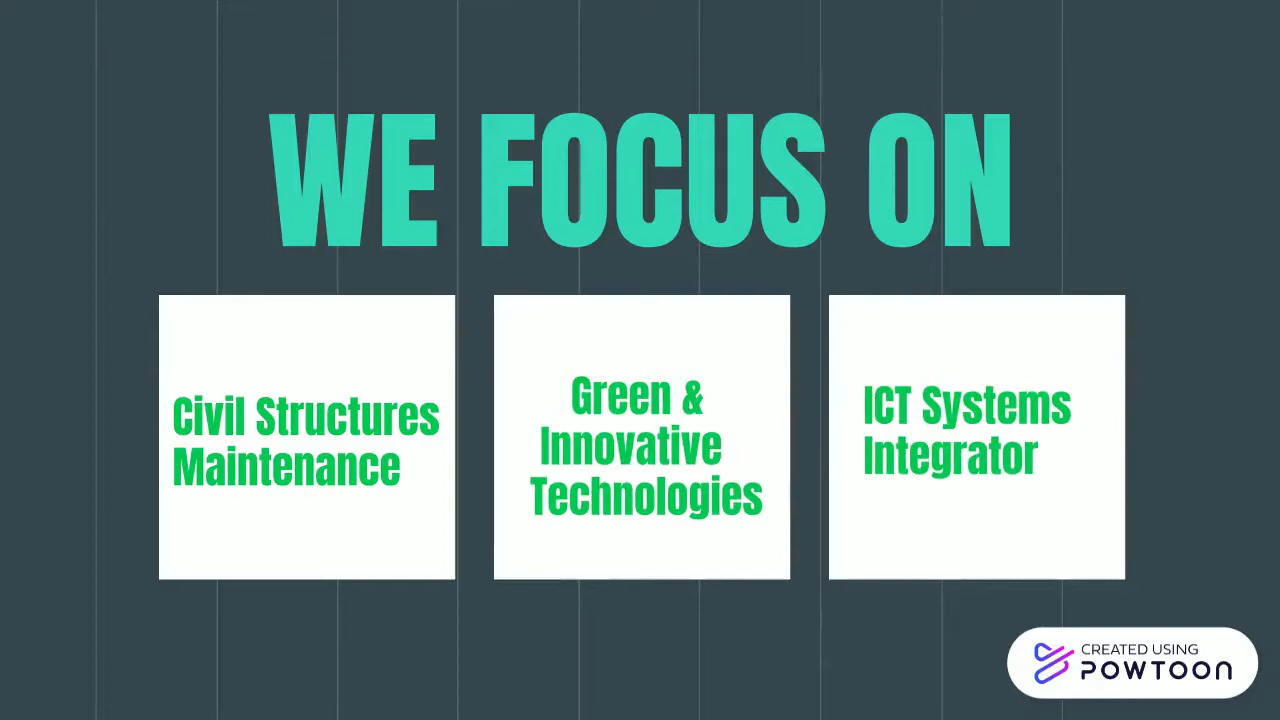 WE FOCUS ON
Civil Structures
Maintenance
Green &
Innovative
Technologies
ICT Systems
Integrator
CREATED USING
POWTOON